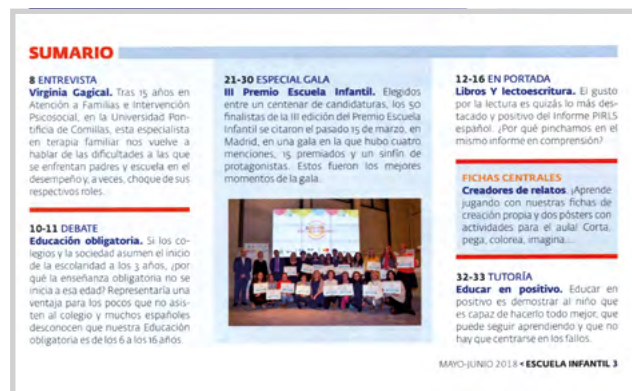 SUMARIO
8 ENTREVISTA
Virginia Gagical. Tras 15 años en
Atención a Familias e Intervención
Psicosocial, en la Universidad Pon-
tificia de Comillas, esta especialista
en terapia familiar nos vuelve a
hablar de las dificultades a las que
se enfrentan padres y escuela en el
desempeño y, a veces, choque de sus
respectivos roles.
10-11 DEBATE
Educación obligatoria. Si los co-
legios y la sociedad asumen el inicio
de la escolaridad a los 3 años, ¿por
qué la enseñanza obligatoria no se
inicia a esa edad? Representaría una
ventaja para los pocos que no asis-
ten al colegio y muchos españoles
desconocen que nuestra Educación
obligatoria es de los 6 a los 16 años.
21-30 ESPECIAL GALA
III Premio Escuela Infantil. Elegidos
entre un centenar de candidaturas, los 50
finalistas de la III edición del Premio Escuela
Infantil se citaron el pasado 15 de marzo, en
Madrid, en una gala en la que hubo cuatro
menciones, 15 premiados y un sinfín de
protagonistas. Estos fueron los mejores
momentos de la gala.
12-16 EN PORTADA
Libros Y lectoescritura. El gusto
por la lectura es quizás lo más des-
tacado y positivo del Informe PIRLS
español. ¿Por qué pinchamos en el
mismo informe en comprensión?
FICHAS CENTRALES
Creadores de relatos. ¡Aprende
jugando con nuestras fichas de
creación propia y dos pósters con
actividades para el aula! Corta,
pega, colorea, imagina...
32-33 TUTORÍA
Educar en positivo. Educar en
positivo es demostrar al niño que
es capaz de hacerlo todo mejor, que
puede seguir aprendiendo y que no
hay que centrarse en los fallos.
MAYO-JUNIO 2018 • ESCUELA INFANTIL 3